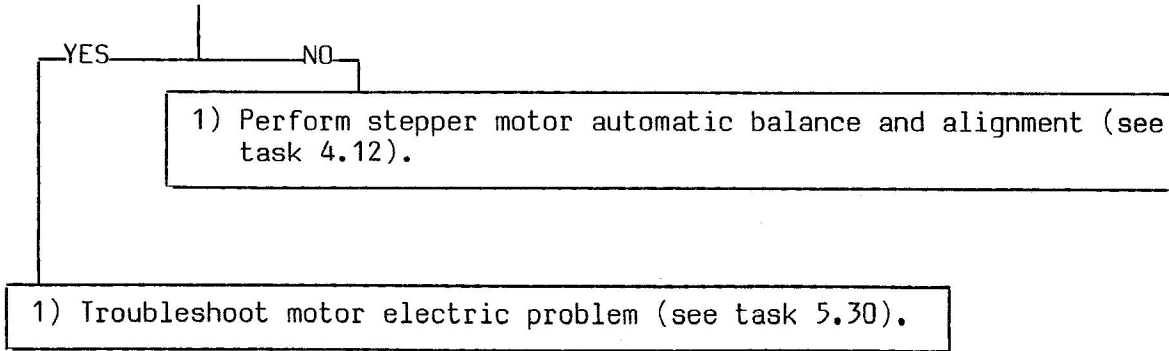 YES NO
1) Perform stepper motor automatic balance and alignment (see
task 4.12).
1) Troubleshoot motor electric problem (see task 5.30).